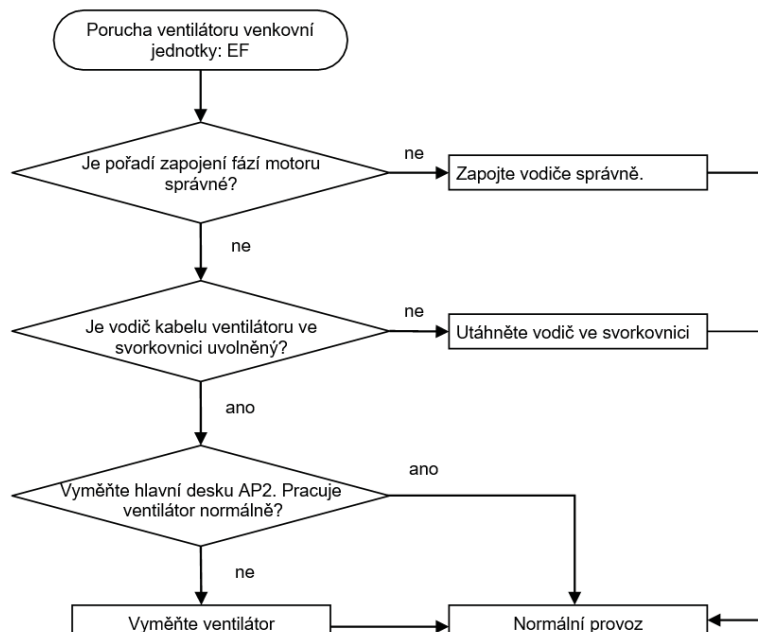 Porucha ventilátoru venkovní
jednotky: EF
Je pořadí zapojení fází motoru
správné?
ne
Zapojte vodiče správně.
ne
Je vodič kabelu ventilátoru ve
svorkovnici uvolněný?
ne
Utáhněte vodič ve svorkovnici
ano
Vyměňte hlavní desku AP2. Pracuje
ventilátor normálně?
ano
ne
Vyměňte ventilátor
Normální provoz